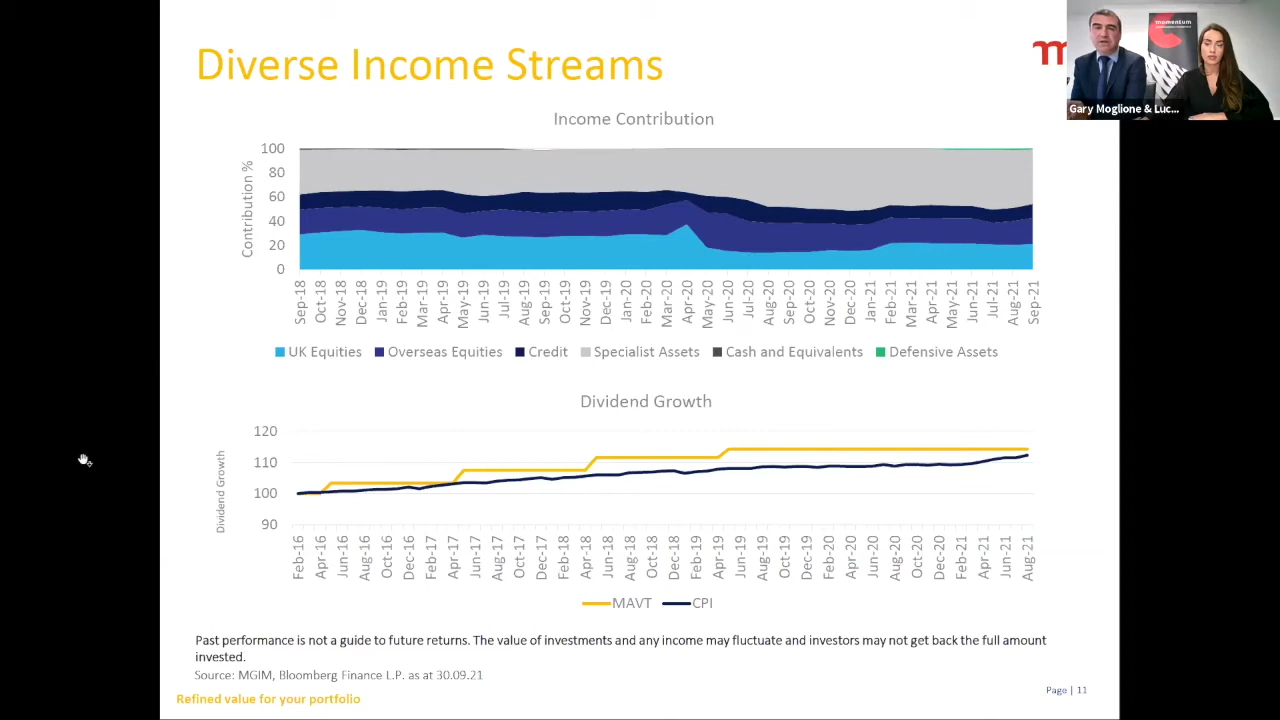 Diverse Income Streams
m
momentum
Gary Moglione & Luc...
Income Contribution
Contribution %
100
80
60
40
20
0
Sep-18 Oct-18 Nov-18 Dec-18 Jan-19 Feb-19 Mar-19 Apr-19 May-19 Jun-19 Jul-19 Aug-19 Sep-19 Oct-19 Nov-19 Dec-19 Jan-20 Feb-20 Mar-20 Apr-20 May-20 Jun-20 Jul-20 Aug-20 Sep-20 Oct-20 Nov-20 Dec-20 Jan-21 Feb-21 Mar-21 Apr-21 May-21 Jun-21 Jul-21 Aug-21 Sep-21
UK Equities Overseas Equities Credit Specialist Assets Cash and Equivalents Defensive Assets
Dividend Growth
Dividend Growth
120
110
100
90
Feb-16 Apr-16 Jun-16 Aug-16 Oct-16 Dec-16 Feb-17 Apr-17 Jun-17 Aug-17 Oct-17 Dec-17 Feb-18 Apr-18 Jun-18 Aug-18 Oct-18 Dec-18 Feb-19 Apr-19 Jun-19 Aug-19 Oct-19 Dec-19 Feb-20 Apr-20 Jun-20 Aug-20 Oct-20 Dec-20 Feb-21 Apr-21 Jun-21 Aug-21
MAVT CPI
Past performance is not a guide to future returns. The value of investments and any income may fluctuate and investors may not get back the full amount
invested.
Source: MGIM, Bloomberg Finance L.P. as at 30.09.21
Refined value for your portfolio
Page | 11